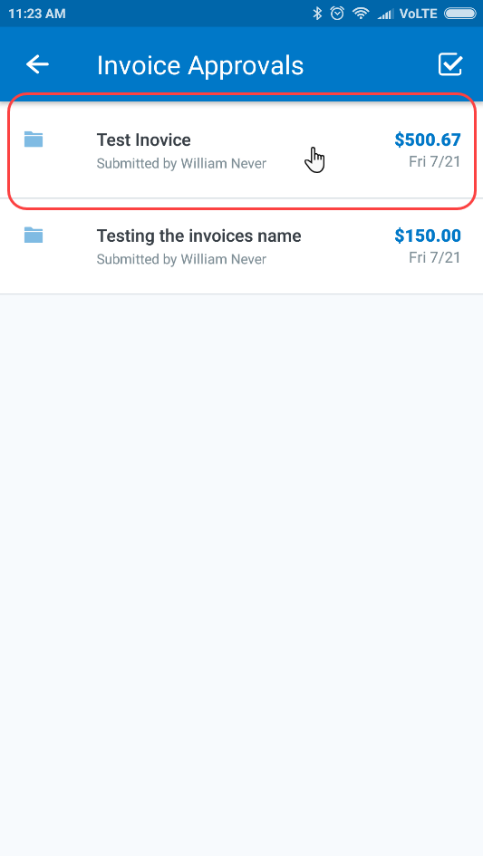 11:23 AM VoLTE
Invoice Approvals
Test Inovice $500.67
Submitted by William Never Fri 7/21
Testing the invoices name $150.00
Submitted by William Never Fri 7/21